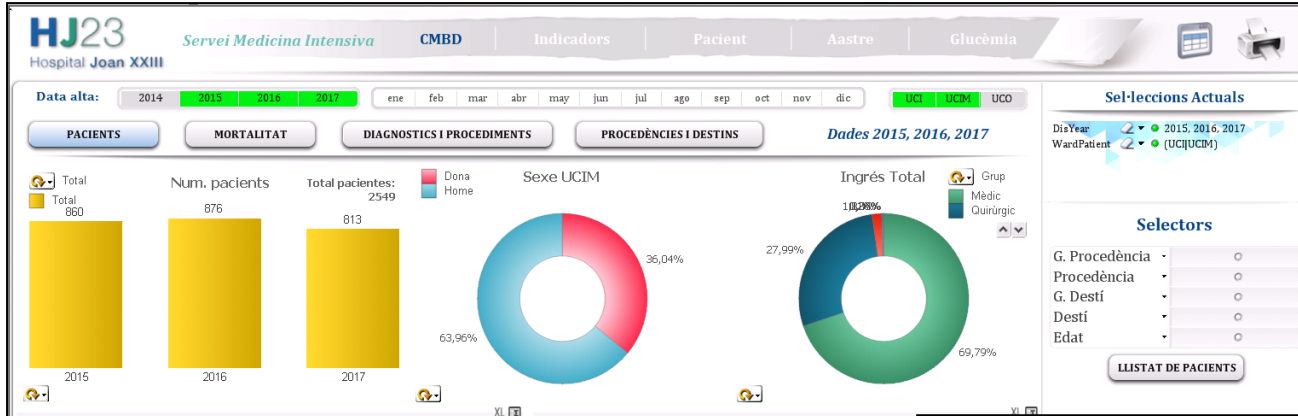 HJ23
Hospital Joan XXIII
Servei Medicina Intensiva
CMBD
Indicadors
Pacient
Aastre
Glucèmia
Data alta:
2014 2015 2016 2017
ene feb mar abr may jun jul ago sep oct nov dic
UCI UCIM UCO
PACIENTS
MORTALITAT
DIAGNOSTICS I PROCEDIMENTS
PROCEDÈNCIES I DESTINS
Dades 2015, 2016, 2017
Total
Total
Num. pacients
Total pacientes:
2549
860
876
813
2015
2016
2017
Dona
Home
Sexe UCIM
36,04%
63,96%
XL
Ingrés Total
Grup
Mèdic
Quirùrgic
27,99%
69,79%
XL
Sel·leccions Actuals
DisYear 2015, 2016, 2017
WardPatient (UCI|UCIM)
Selectors
G. Procedència
Procedència
G. Destí
Destí
Edat
LLISTAT DE PACIENTS